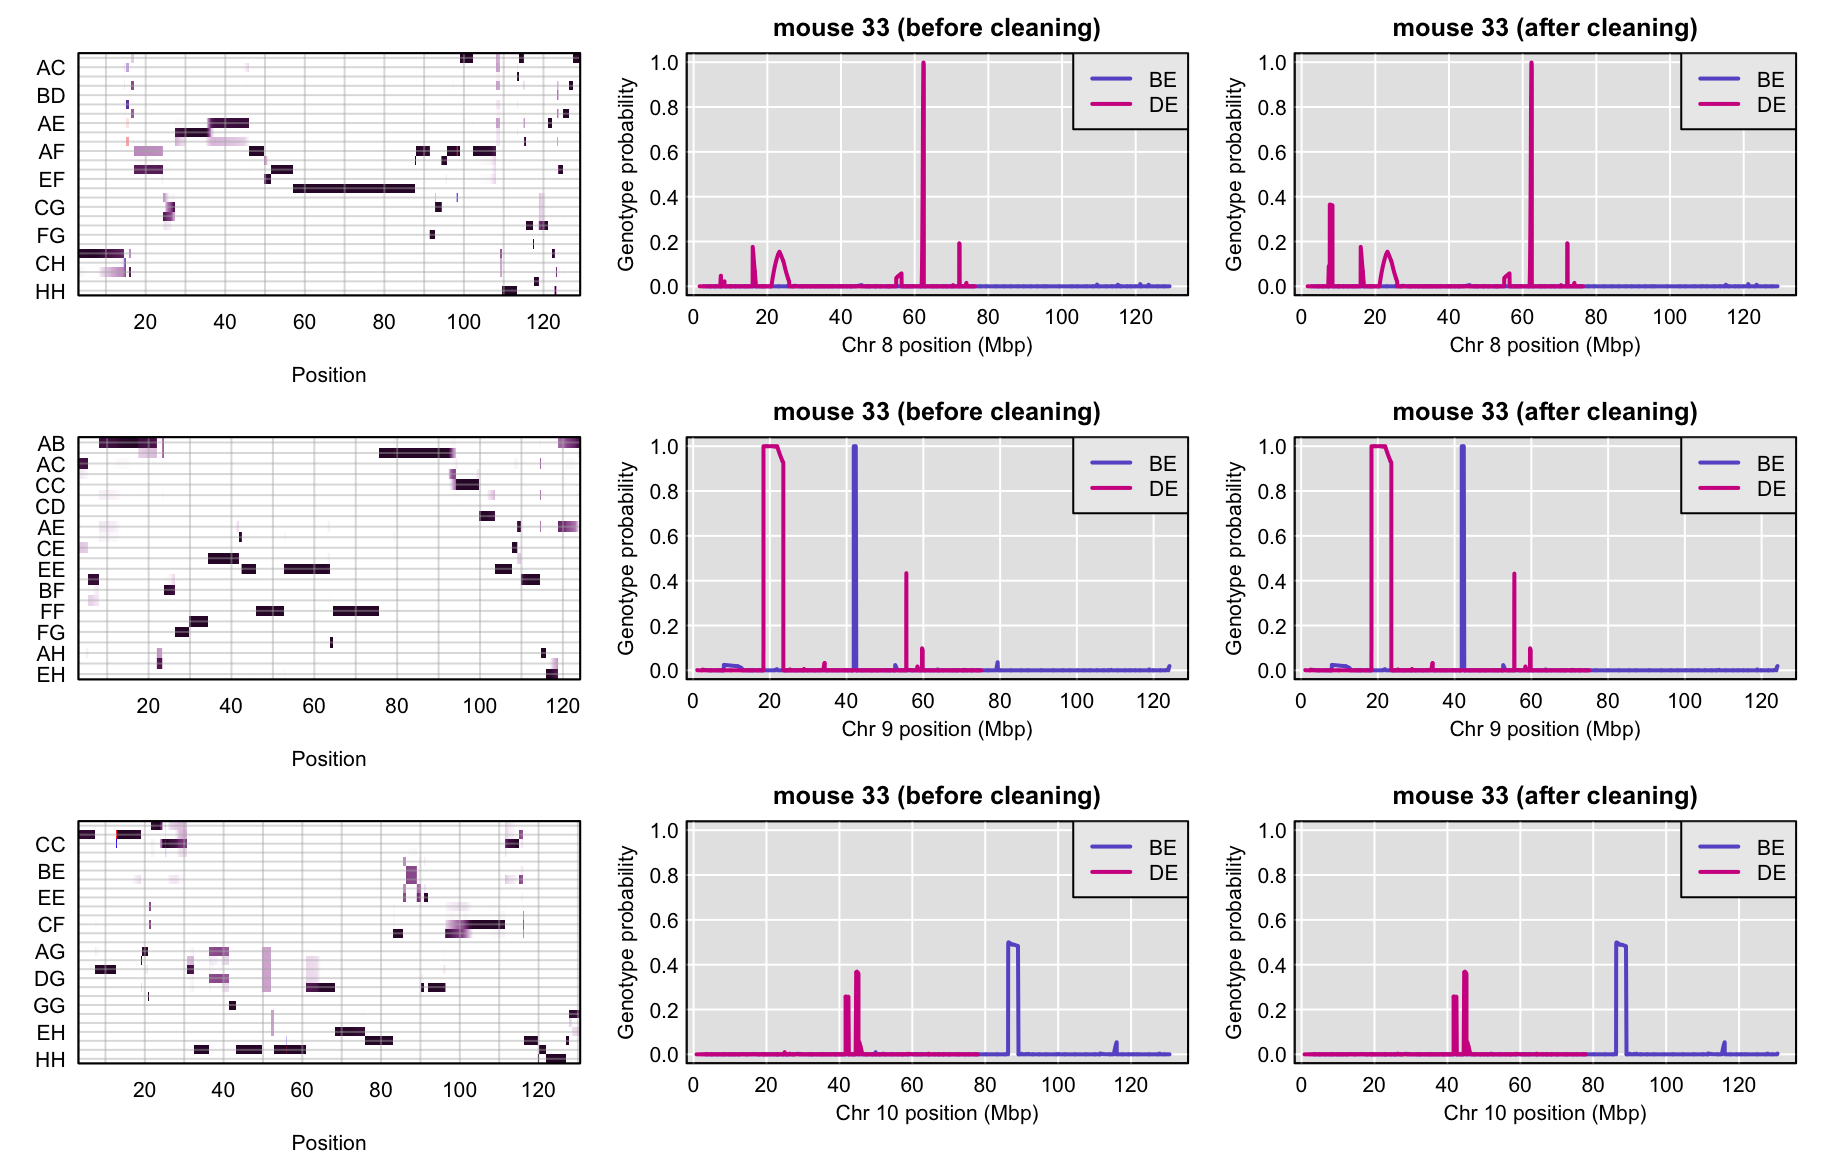 mouse 33 (before cleaning)
mouse 33 (after cleaning)
AC
BD
AE
AF
EF
CG
FG
CH
HH
20 40 60 80 100 120
Position
Genotype probability
1.0
0.8
0.6
0.4
0.2
0.0
BE
DE
0 20 40 60 80 100 120
Chr 8 position (Mbp)
Genotype probability
1.0
0.8
0.6
0.4
0.2
0.0
BE
DE
0 20 40 60 80 100 120
Chr 8 position (Mbp)
mouse 33 (before cleaning)
mouse 33 (after cleaning)
AB
AC
CC
CD
AE
CE
EE
BF
FF
FG
AH
EH
20 40 60 80 100 120
Position
Genotype probability
1.0
0.8
0.6
0.4
0.2
0.0
BE
DE
0 20 40 60 80 100 120
Chr 9 position (Mbp)
Genotype probability
1.0
0.8
0.6
0.4
0.2
0.0
BE
DE
0 20 40 60 80 100 120
Chr 9 position (Mbp)
mouse 33 (before cleaning)
mouse 33 (after cleaning)
CC
BE
EE
CF
AG
DG
GG
EH
HH
20 40 60 80 100 120
Position
Genotype probability
1.0
0.8
0.6
0.4
0.2
0.0
BE
DE
0 20 40 60 80 100 120
Chr 10 position (Mbp)
Genotype probability
1.0
0.8
0.6
0.4
0.2
0.0
BE
DE
0 20 40 60 80 100 120
Chr 10 position (Mbp)